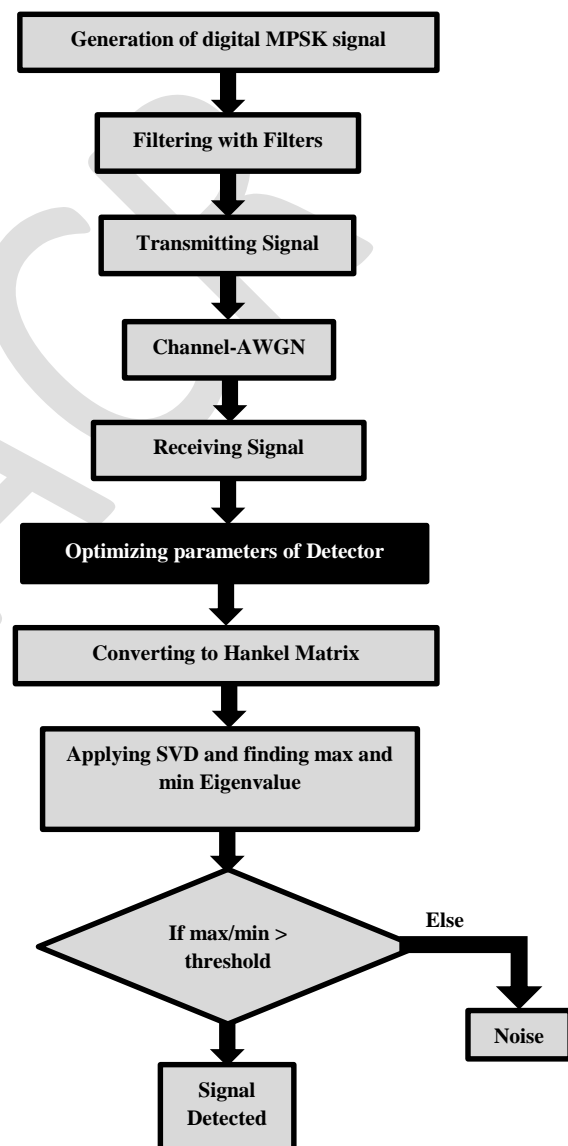 Generation of digital MPSK signal
Filtering with Filters
Transmitting Signal
Channel-AWGN
Receiving Signal
Optimizing parameters of Detector
Converting to Hankel Matrix
Applying SVD and finding max and
min Eigenvalue
If max/min >
threshold
Else
Noise
Signal
Detected